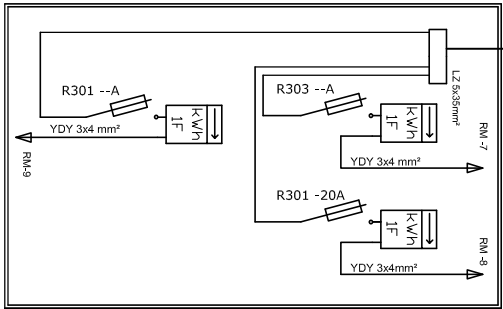 R301 --A
kWh
1F
YDY 3x4 mm²
RM-9
LZ 5x35mm²
R303 --A
kWh
1F
YDY 3x4 mm²
RM -7
R301 -20A
kWh
1F
YDY 3x4mm²
RM -8